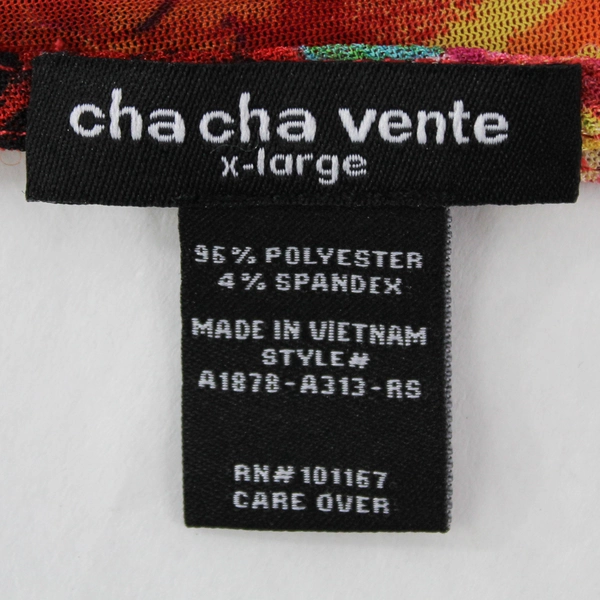 cha cha vente
x-large
96% POLYESTER
4% SPANDEX
MADE IN VIETNAM
STYLE#
A1878-A313-RS
RN#101167
CARE OVER